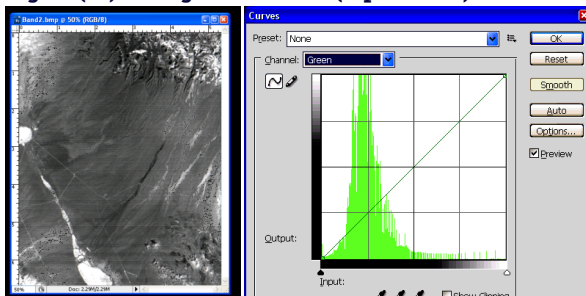 Band2.bmp @ 50% (RGB/8)
50%
Doc: 2.29M/2.29M
Curves
Preset: None
OK
Channel: Green
Reset
Smooth
Auto
Options...
Preview
Output:
Input:
Show Clipping